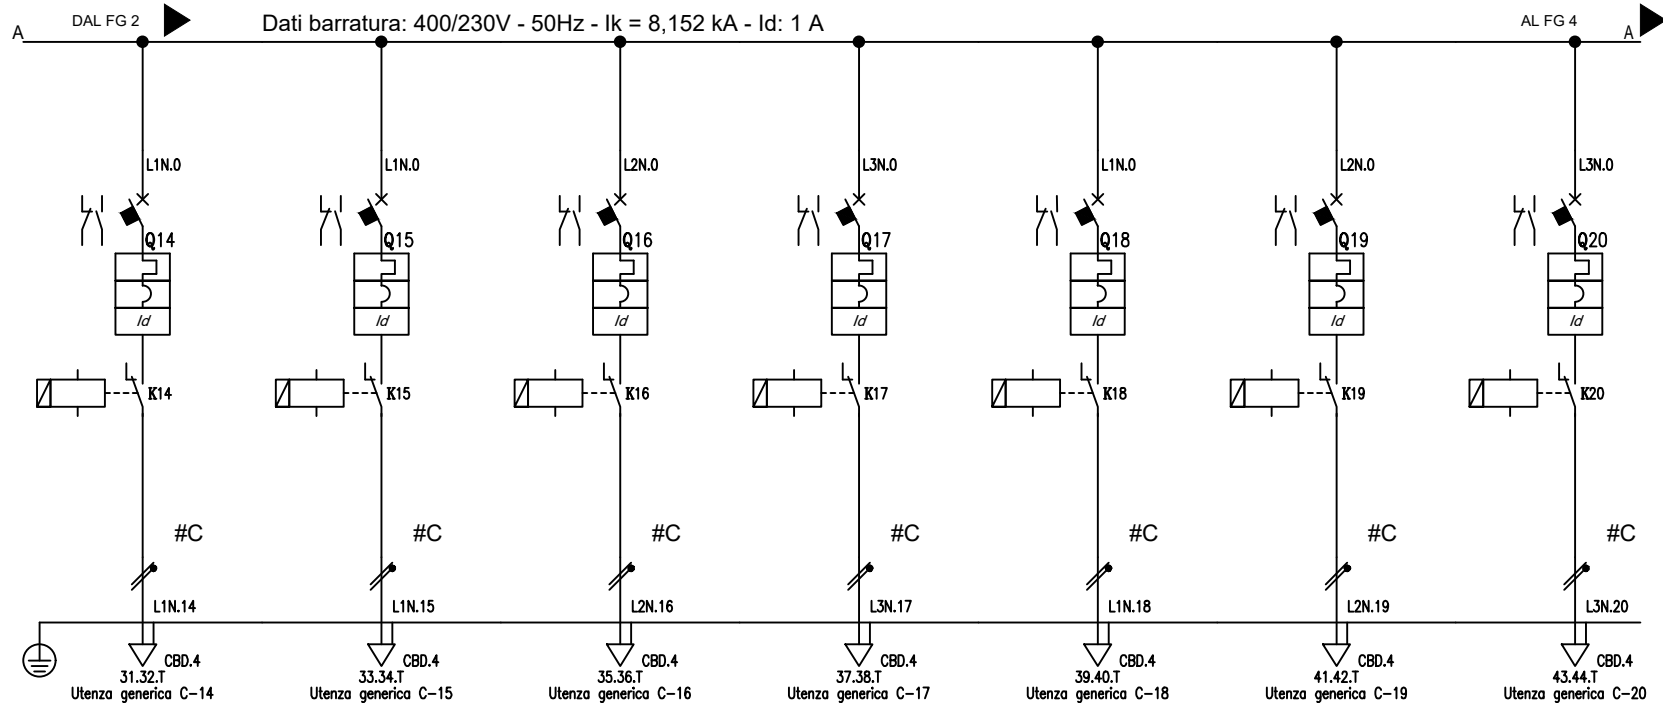 DAL FG 2
Dati barratura: 400/230V - 50Hz - Ik = 8,152 kA - Id: 1 A
AL FG 4
A
A
L1N.0
L1N.0
L2N.0
L3N.0
L1N.0
L2N.0
L3N.0
Q14
Q15
Q16
Q17
Q18
Q19
Q20
Id
Id
Id
Id
Id
Id
Id
K14
K15
K16
K17
K18
K19
K20
#C
#C
#C
#C
#C
#C
#C
L1N.14
L1N.15
L2N.16
L3N.17
L1N.18
L2N.19
L3N.20
CBD.4
CBD.4
CBD.4
CBD.4
CBD.4
CBD.4
CBD.4
31.32.T
33.34.T
35.36.T
37.38.T
39.40.T
41.42.T
43.44.T
Utenza generica C-14
Utenza generica C-15
Utenza generica C-16
Utenza generica C-17
Utenza generica C-18
Utenza generica C-19
Utenza generica C-20